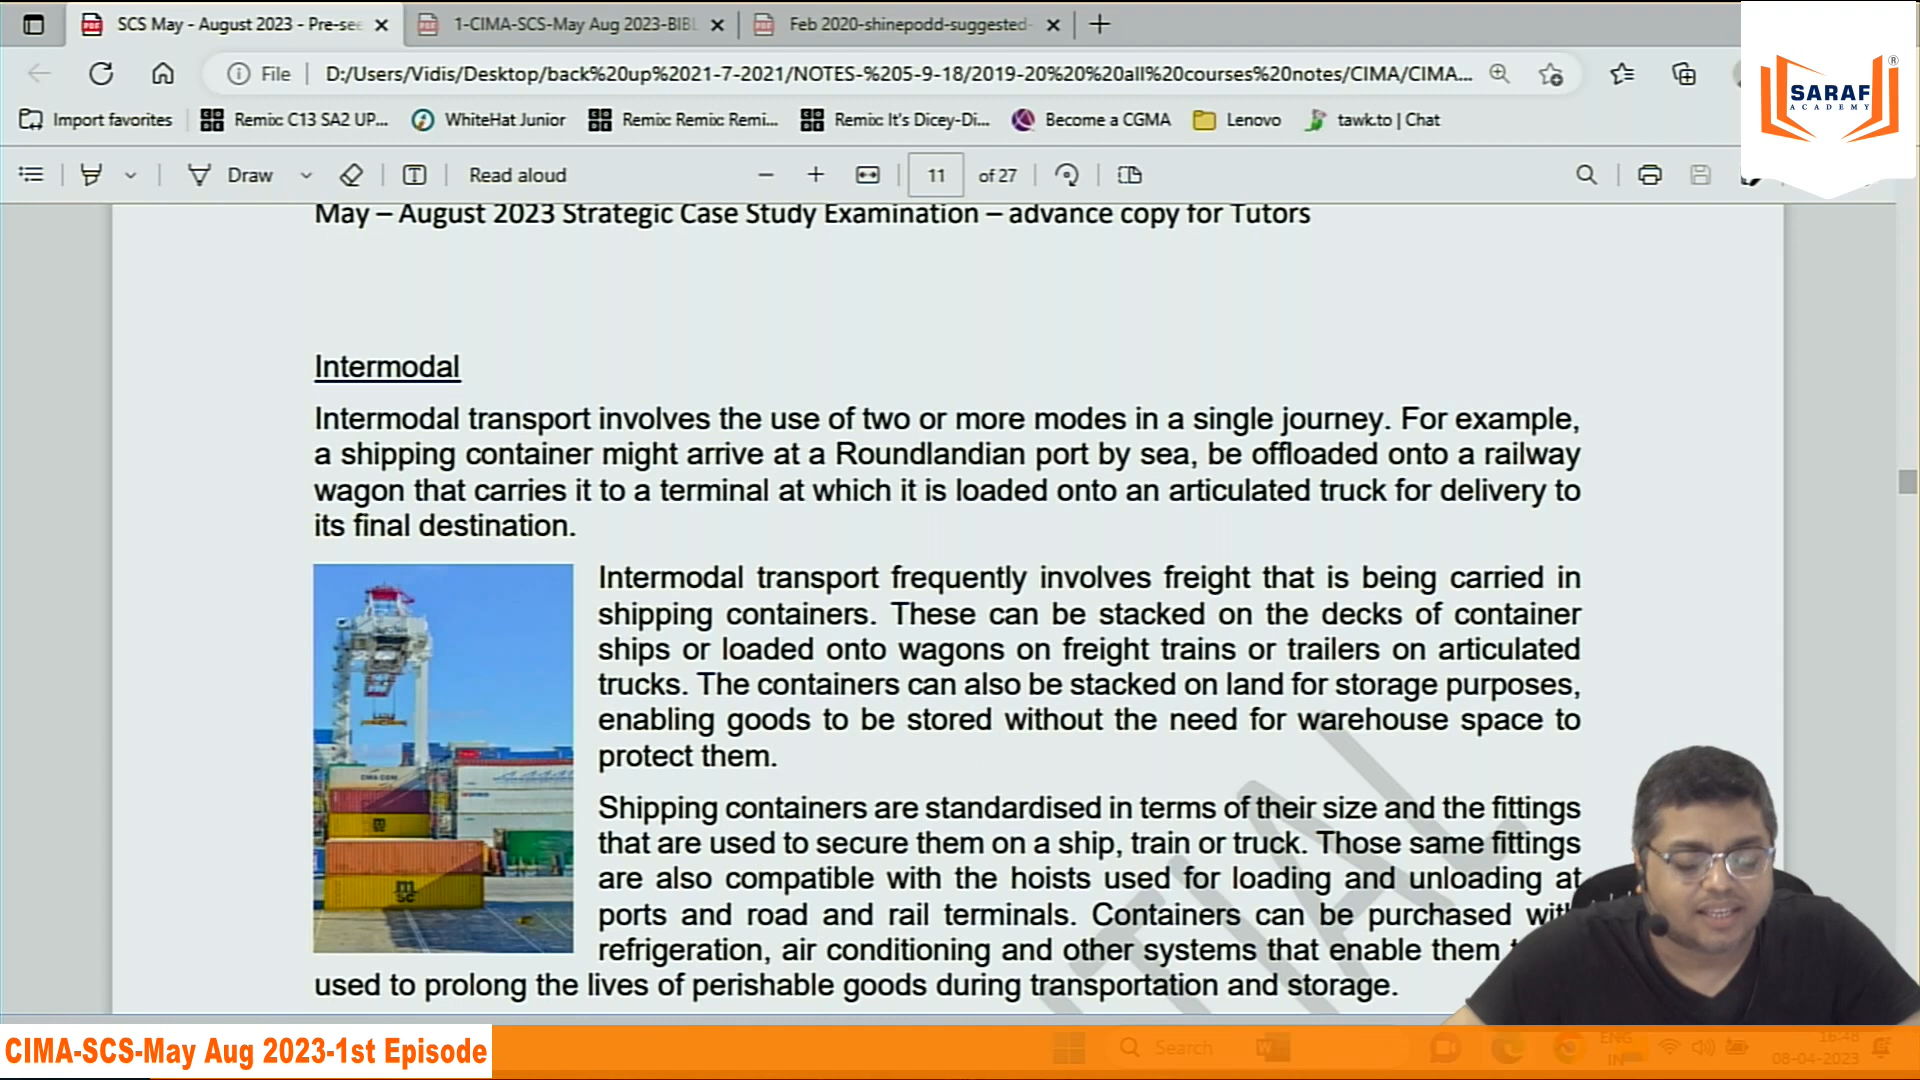 SCS May - August 2023 - Pre-see
1-CIMA-SCS-May Aug 2023-BIBL
Feb 2020-shinepodd-suggested-
File
D:/Users/Vidis/Desktop/back%20up%2021-7-2021/NOTES-%205-9-18/2019-20%20%20all%20courses%20notes/CIMA/CIMA...
SARAF
ACADEMY
®
Import favorites
Remix: C13 SA2 UP...
WhiteHat Junior
Remix: Remix: Remi...
Remix: It's Dicey-Di...
Become a CGMA
Lenovo
tawk.to | Chat
Draw
Read aloud
11 of 27
May – August 2023 Strategic Case Study Examination – advance copy for Tutors
Intermodal
Intermodal transport involves the use of two or more modes in a single journey. For example,
a shipping container might arrive at a Roundlandian port by sea, be offloaded onto a railway
wagon that carries it to a terminal at which it is loaded onto an articulated truck for delivery to
its final destination.
Intermodal transport frequently involves freight that is being carried in
shipping containers. These can be stacked on the decks of container
ships or loaded onto wagons on freight trains or trailers on articulated
trucks. The containers can also be stacked on land for storage purposes,
enabling goods to be stored without the need for warehouse space to
protect them.
Shipping containers are standardised in terms of their size and the fittings
that are used to secure them on a ship, train or truck. Those same fittings
are also compatible with the hoists used for loading and unloading at
ports and road and rail terminals. Containers can be purchased with
refrigeration, air conditioning and other systems that enable them
used to prolong the lives of perishable goods during transportation and storage.
CMA CGM
m
sc
TIAL
CIMA-SCS-May Aug 2023-1st Episode
Search
ENG
IN
16:48
08-04-2023